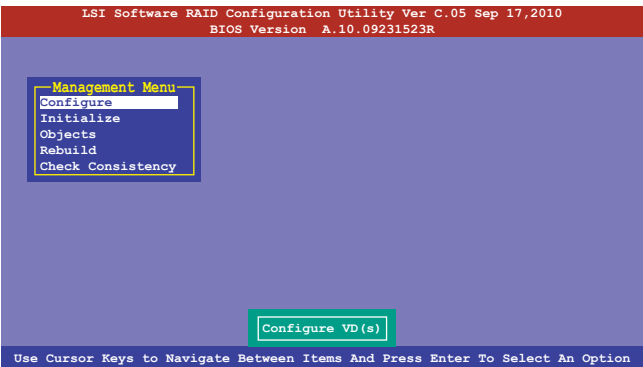 LSI Software RAID Configuration Utility Ver C.05 Sep 17,2010
BIOS Version A.10.09231523R
Management Menu
Configure
Initialize
Objects
Rebuild
Check Consistency
Configure VD(s)
Use Cursor Keys to Navigate Between Items And Press Enter To Select An Option